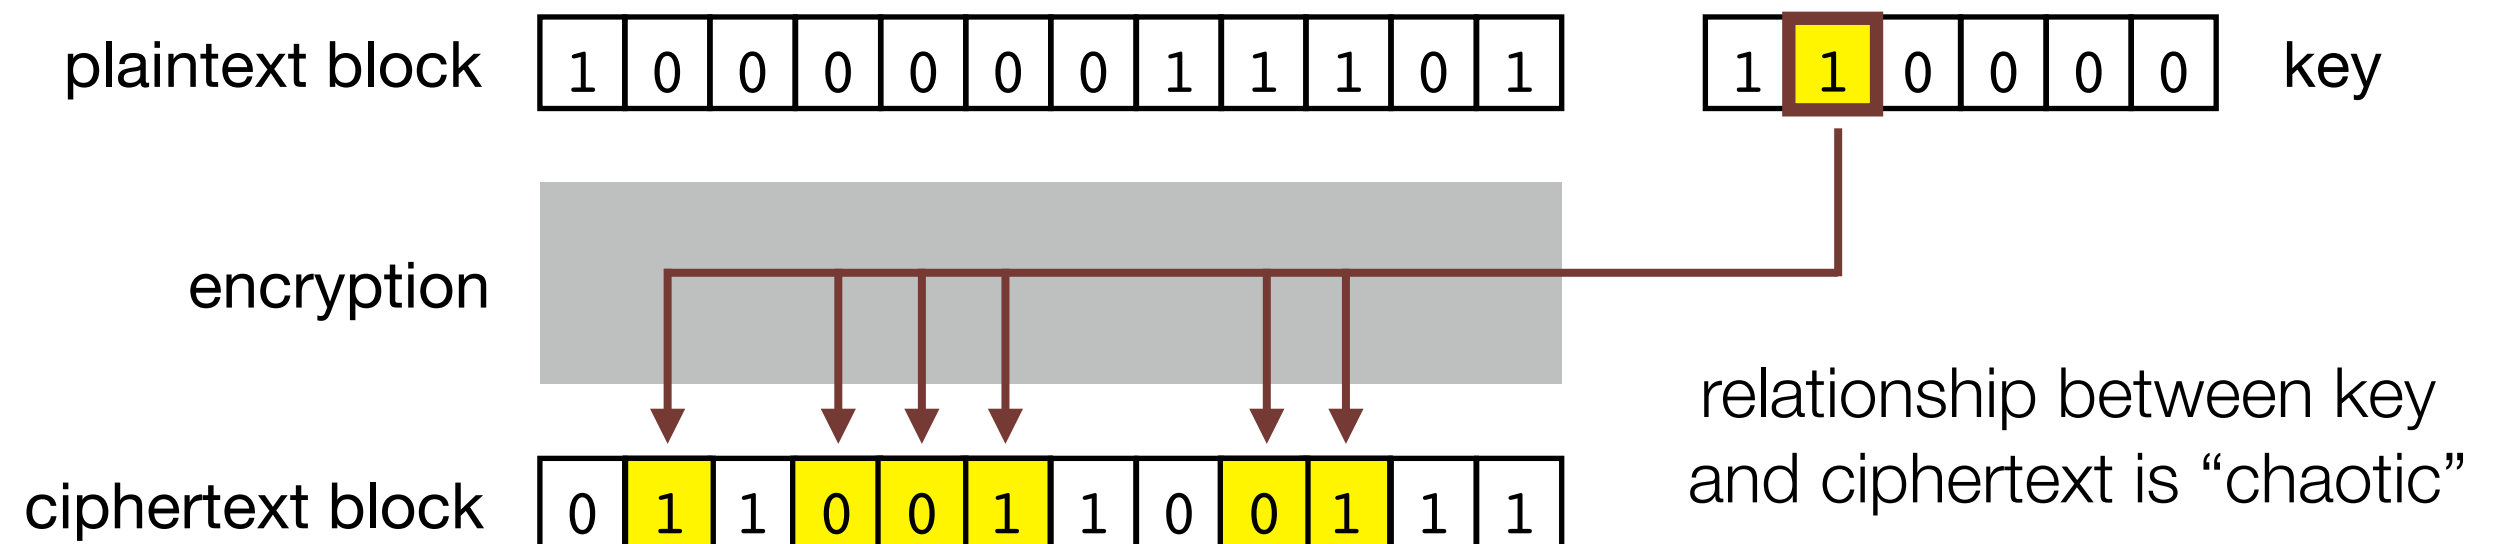 plaintext block 1 0 0 0 0 0 0 1 1 1 0 1 1 1 0 0 0 0 key
encryption
relationship between key
and ciphertext is “chaotic”
ciphertext block 0 1 1 0 0 1 1 0 0 1 1 1